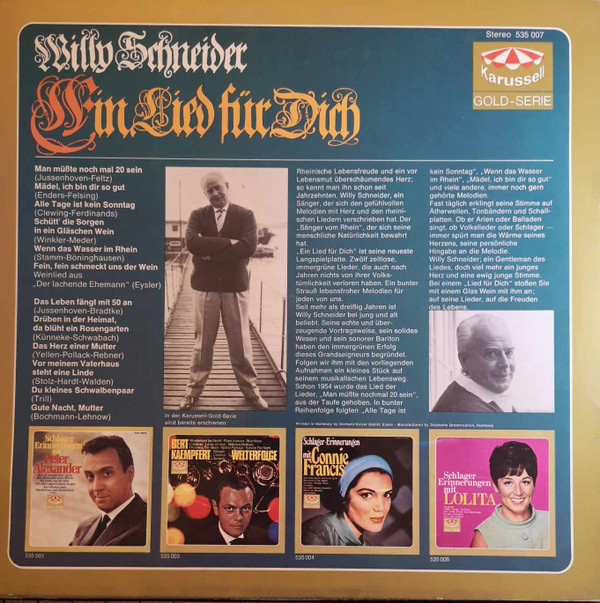 Stereo 535 007
Willy Schneider
Karussell
GOLD-SERIE
Ein Lied für Dich
Man müßte noch mal 20 sein
(Jussenhoven-Feltz)
Mädel, ich bin dir so gut
(Enders-Felsing)
Alle Tage ist kein Sonntag
(Clewing-Ferdinands)
Schütt' die Sorgen
in ein Gläschen Wein
(Winkler-Meder)
Wenn das Wasser im Rhein
(Stamm-Böninghausen)
Fein, fein schmeckt uns der Wein
Weinlied aus
„Der lachende Ehemann" (Eysler)
Das Leben fängt mit 50 an
(Jussenhoven-Bradtke)
Drüben in der Heimat,
da blüht ein Rosengarten
(Künneke-Schwabach)
Das Herz einer Mutter
(Yellen-Pollack-Rebner)
Vor meinem Vaterhaus
steht eine Linde
(Stolz-Hardt-Walden)
Du kleines Schwalbenpaar
(Trill)
Gute Nacht, Mutter
(Bochmann-Lehnow)
In der Karussell-Gold-Serie
sind bereits erschienen:
Rheinische Lebensfreude und ein vor
Lebensmut überschäumendes Herz;
so kennt man ihn schon seit
Jahrzehnten. Willy Schneider, ein
Sänger, der sich den gefühlvollen
Melodien mit Herz und den rheini-
schen Liedern verschrieben hat. Der
„Sänger vom Rhein", der sich seine
menschliche Natürlichkeit bewahrt
hat.
„Ein Lied für Dich" ist seine neueste
Langspielplatte. Zwölf zeitlose,
immergrüne Lieder, die auch nach
Jahren nichts von ihrer Volks-
tümlichkeit verloren haben. Ein bunter
Strauß lebensfroher Melodien für
jeden von uns.
Seit mehr als dreißig Jahren ist
Willy Schneider bei jung und alt
beliebt. Seine echte und über-
zeugende Vortragsweise, sein solides
Wesen und sein sonorer Bariton
haben den immergrünen Erfolg
dieses Grandseigneurs begründet.
Folgen wir ihm mit den vorliegenden
Aufnahmen ein kleines Stück auf
seinem musikalischen Lebensweg.
Schon 1954 wurde das Lied der
Lieder, „Man müßte nochmal 20 sein",
aus der Taufe gehoben. In bunter
Reihenfolge folgten „Alle Tage ist
kein Sonntag", „Wenn das Wasser
im Rhein", „Mädel, ich bin dir so gut"
und viele andere, immer noch gern
gehörte Melodien.
Fast täglich erklingt seine Stimme auf
Ätherwellen, Tonbändern und Schall-
platten. Ob er Arien oder Balladen
singt, ob Volkslieder oder Schlager —
immer spürt man die Wärme seines
Herzens, seine persönliche
Hingabe an die Melodie.
Willy Schneider; ein Gentleman des
Liedes, doch viel mehr ein junges
Herz und eine ewig junge Stimme.
Bei einem „Lied für Dich" stoßen Sie
mit einem Glas Wein mit ihm an;
auf seine Lieder, auf die Freuden
des Lebens.
Schlager
Erinnerungen
mit Peter
Alexander
535 001
BERT
KAEMPFERT
WELTERFOLGE
535 003
Schlager-Erinnerungen
mit
Connie
Francis
535 004
Schlager
Erinnerungen
mit
LOLITA
535 005